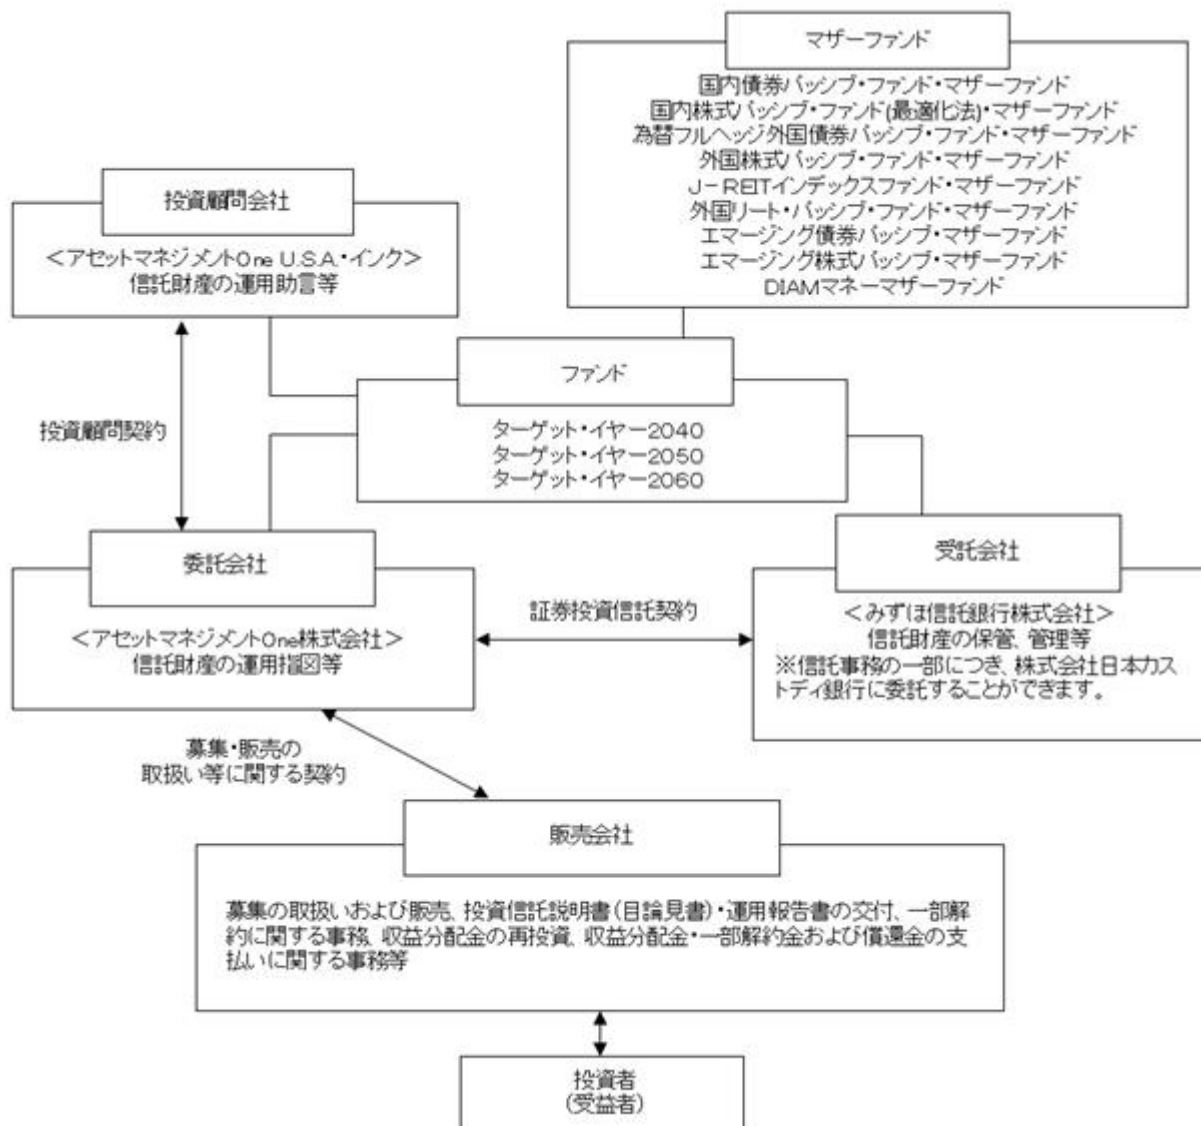 マザーファンド
国内債券パッシブ・ファンド・マザーファンド
国内株式パッシブ・ファンド(最適化法)・マザーファンド
為替フルヘッジ外国債券パッシブ・ファンド・マザーファンド
外国株式パッシブ・ファンド・マザーファンド
J－REITインデックスファンド・マザーファンド
外国リート・パッシブ・ファンド・マザーファンド
エマージング債券パッシブ・マザーファンド
エマージング株式パッシブ・マザーファンド
DIAMマネーマザーファンド
投資顧問会社
＜アセットマネジメントOne U.S.A.・インク＞
信託財産の運用助言等
ファンド
ターゲット・イヤー2040
ターゲット・イヤー2050
ターゲット・イヤー2060
投資顧問契約
委託会社
＜アセットマネジメントOne株式会社＞
信託財産の運用指図等
証券投資信託契約
受託会社
＜みずほ信託銀行株式会社＞
信託財産の保管、管理等
※信託事務の一部につき、株式会社日本カス
トディ銀行に委託することができます。
募集・販売の
取扱い等に関する契約
販売会社
募集の取扱いおよび販売、投資信託説明書(目論見書)・運用報告書の交付、一部解
約に関する事務、収益分配金の再投資、収益分配金・一部解約金および償還金の支
払いに関する事務等
投資者
(受益者)